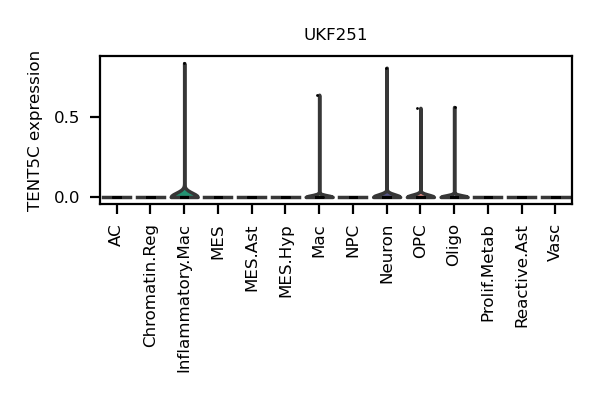 UKF251
TENT5C expression
0.5
0.0
AC
Chromatin.Reg
Inflammatory.Mac
MES
MES.Ast
MES.Hyp
Mac
NPC
Neuron
OPC
Oligo
Prolif.Metab
Reactive.Ast
Vasc